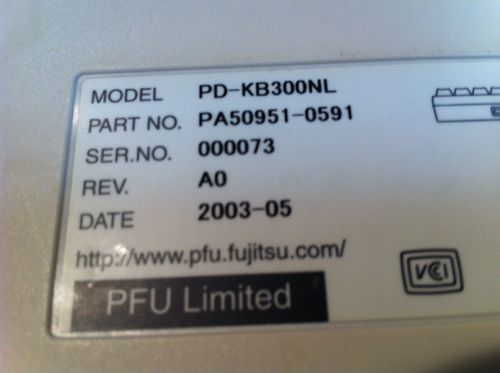 MODEL PD-KB300NL
PART NO. PA50951-0591
SER.NO. 000073
REV. A0
DATE 2003-05
http://www.pfu.fujitsu.com/
VCI
PFU Limited